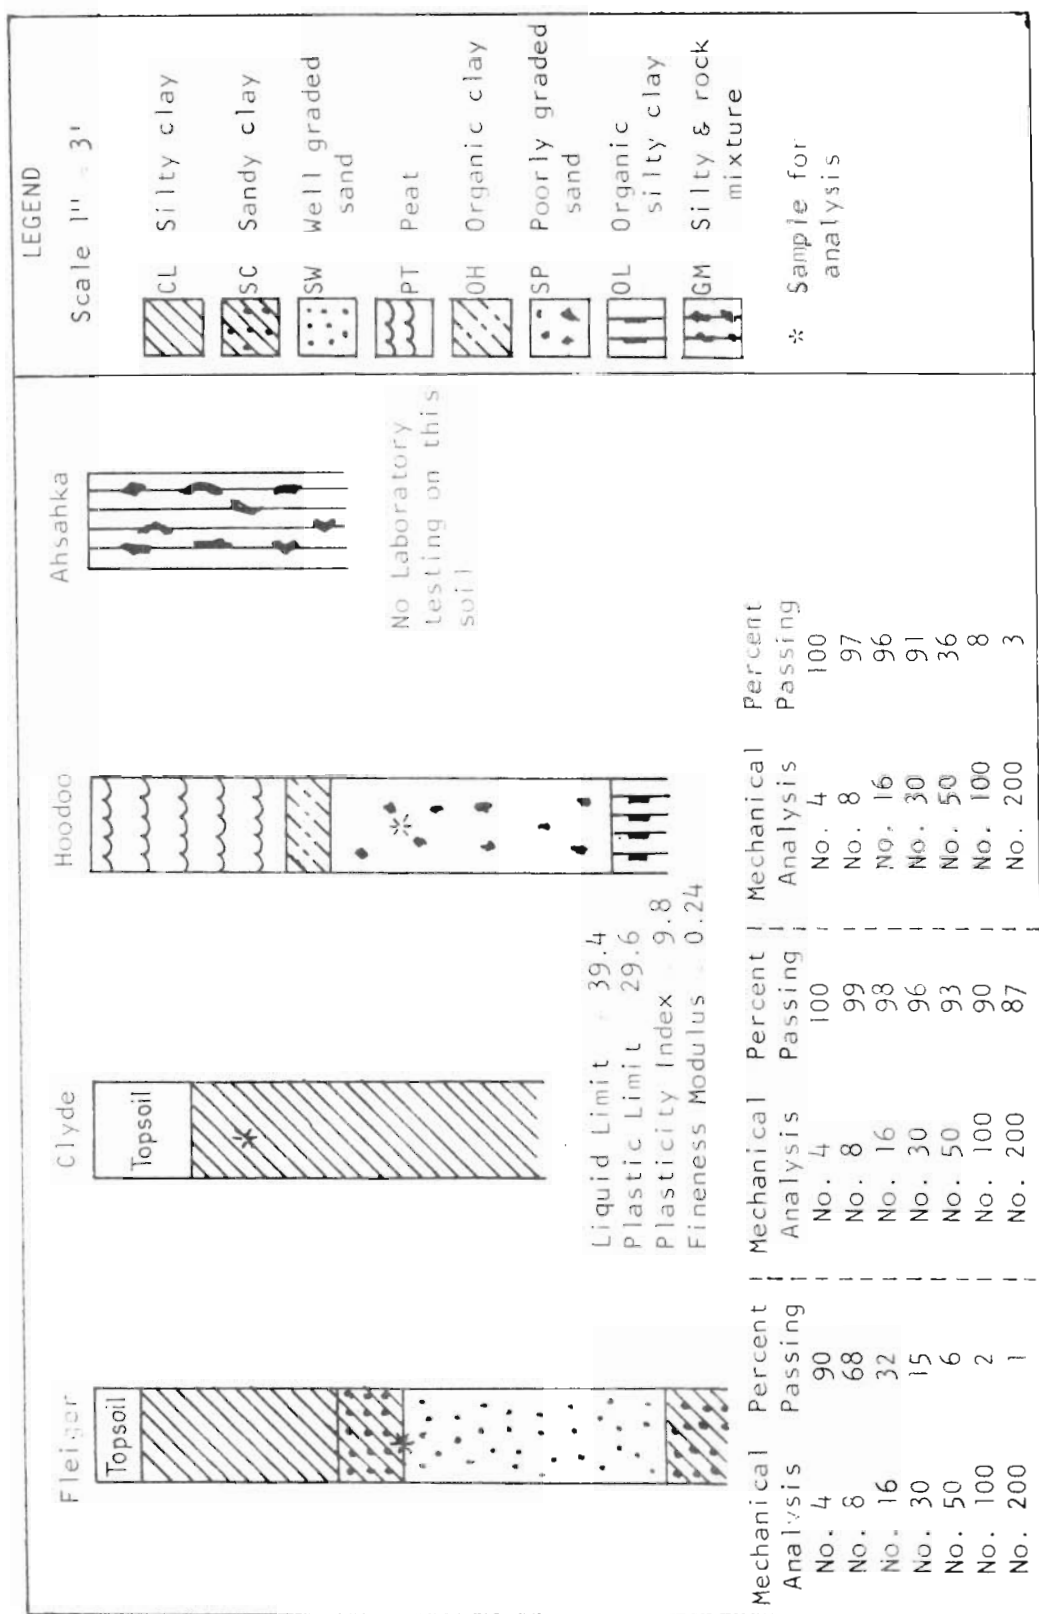 Fleiger
Topsoil
Mechanical Percent
Analysis Passing
No. 4 90
No. 8 68
No. 16 32
No. 30 15
No. 50 6
No. 100 2
No. 200 1
Clyde
Topsoil
Liquid Limit 39.4
Plastic Limit 29.6
Plasticity Index 9.8
Fineness Modulus 0.24
Mechanical Percent
Analysis Passing
No. 4 100
No. 8 99
No. 16 98
No. 30 96
No. 50 93
No. 100 90
No. 200 87
Hoodoo
Mechanical Percent
Analysis Passing
No. 4 100
No. 8 97
No. 16 96
No. 30 91
No. 50 36
No. 100 8
No. 200 3
Ahsahka
No Laboratory
testing on this
soil
LEGEND
Scale 1" 3'
CL Silty clay
SC Sandy clay
SW Well graded
sand
PT Peat
OH Organic clay
SP Poorly graded
sand
OL Organic
silty clay
GM Silty & rock
mixture
* Sample for
analysis